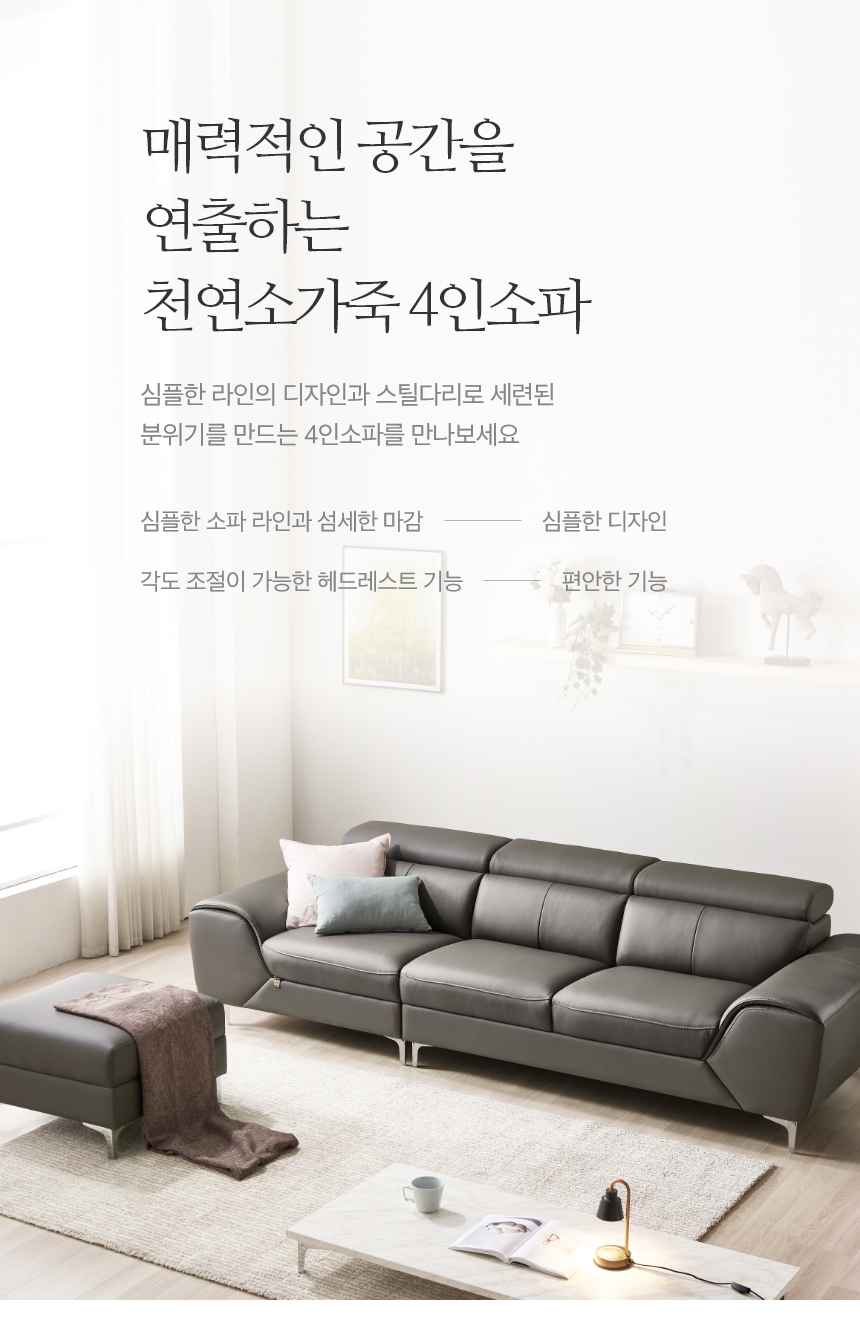 매력적인 공간을
연출하는
천연소가죽 4인소파
심플한 라인의 디자인과 스틸다리로 세련된
분위기를 만드는 4인소파를 만나보세요
심플한 소파 라인과 섬세한 마감 심플한 디자인
각도 조절이 가능한 헤드레스트 기능 편안한 기능